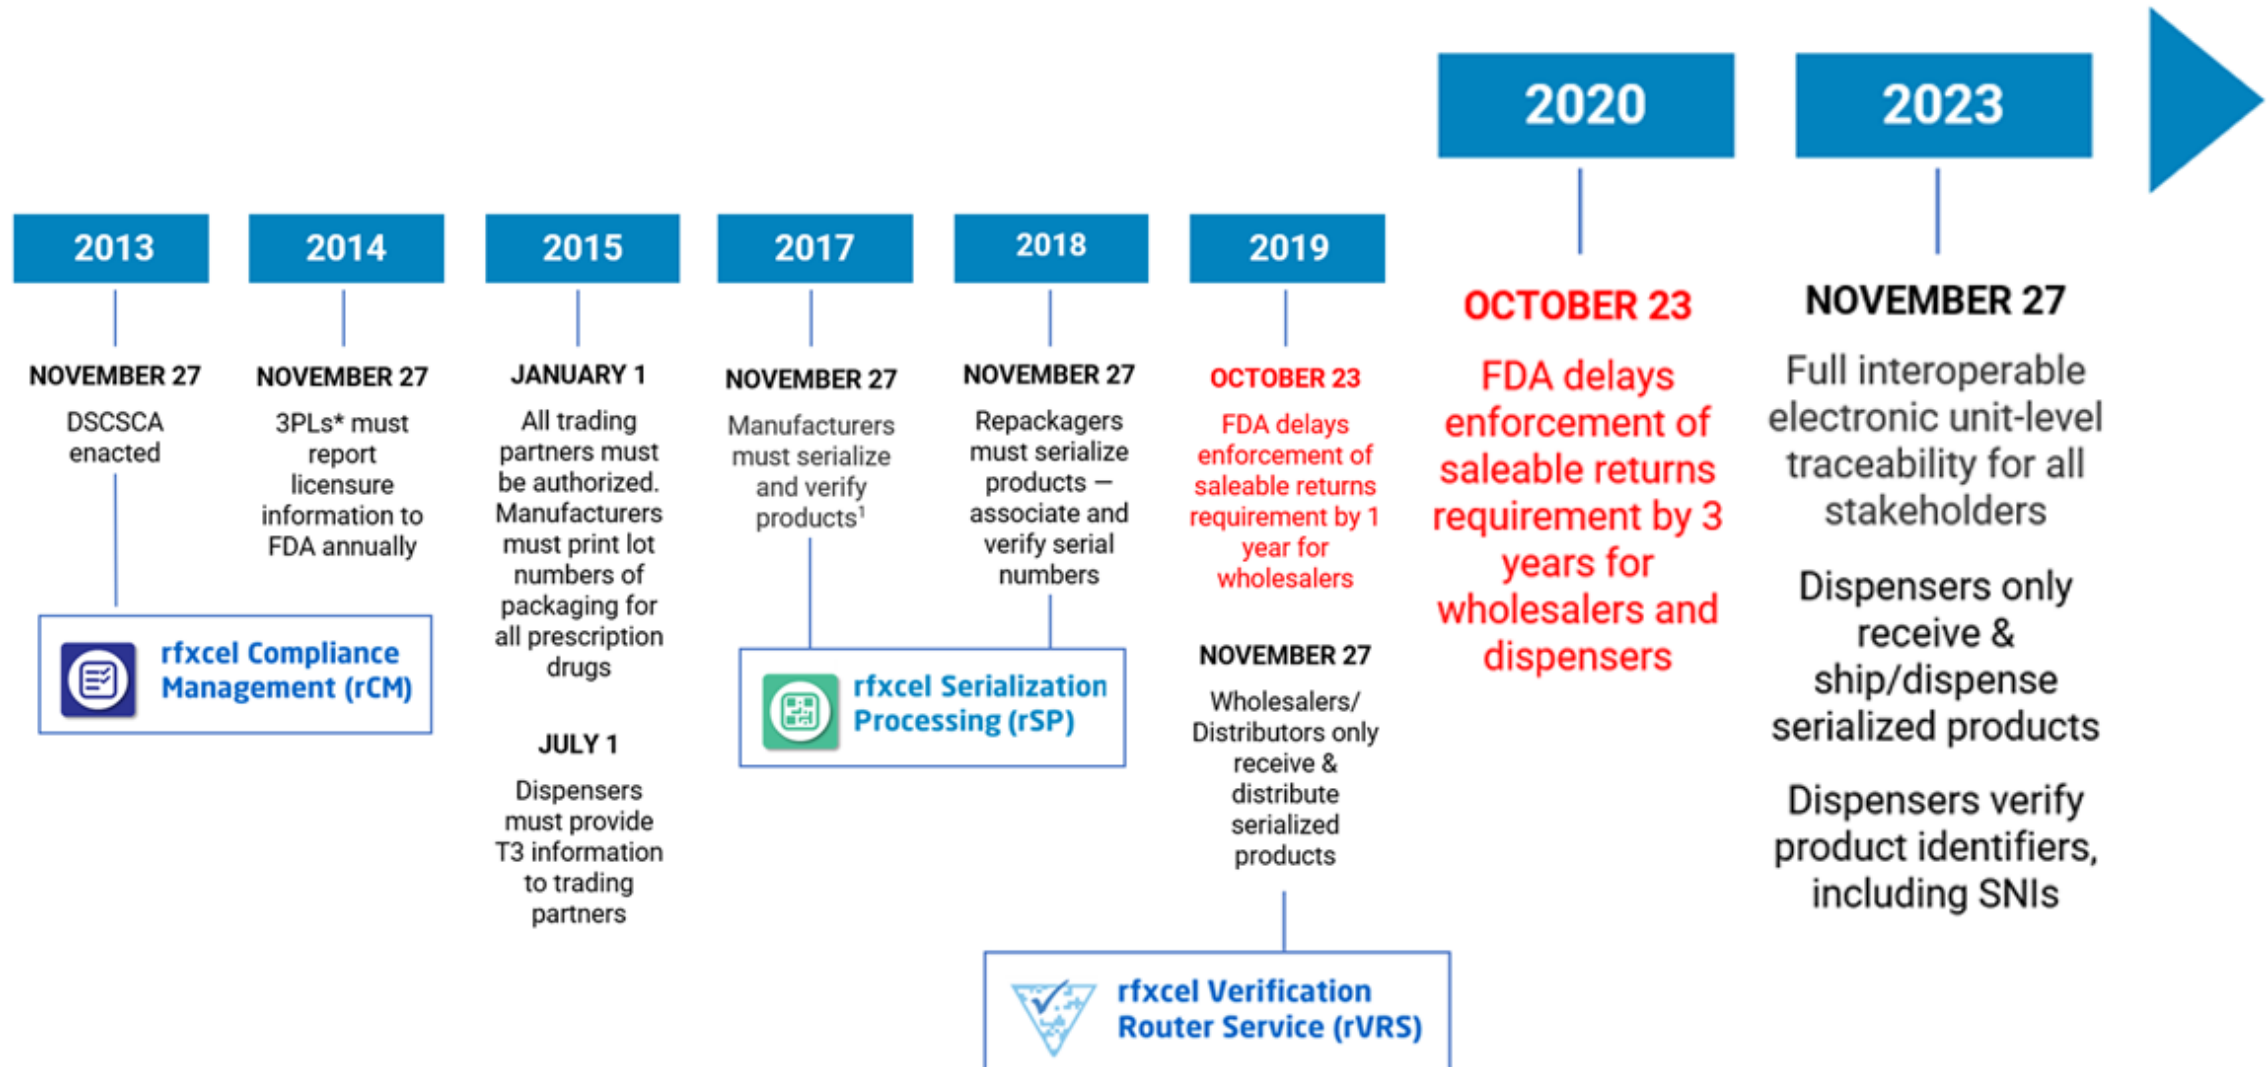 2013
NOVEMBER 27
DSCSCA
enacted
rfxcel Compliance
Management (rCM)
2014
NOVEMBER 27
3PLs* must
report
licensure
information to
FDA annually
2015
JANUARY 1
All trading
partners must
be authorized.
Manufacturers
must print lot
numbers of
packaging for
all prescription
drugs
JULY 1
Dispensers
must provide
T3 information
to trading
partners
2017
NOVEMBER 27
Manufacturers
must serialize
and verify
products¹
2018
NOVEMBER 27
Repackagers
must serialize
products —
associate and
verify serial
numbers
rfxcel Serialization
Processing (rSP)
2019
OCTOBER 23
FDA delays
enforcement of
saleable returns
requirement by 1
year for
wholesalers
NOVEMBER 27
Wholesalers/
Distributors only
receive &
distribute
serialized
products
rfxcel Verification
Router Service (rVRS)
2020
OCTOBER 23
FDA delays
enforcement of
saleable returns
requirement by 3
years for
wholesalers and
dispensers
2023
NOVEMBER 27
Full interoperable
electronic unit-level
traceability for all
stakeholders
Dispensers only
receive &
ship/dispense
serialized products
Dispensers verify
product identifiers,
including SNIs